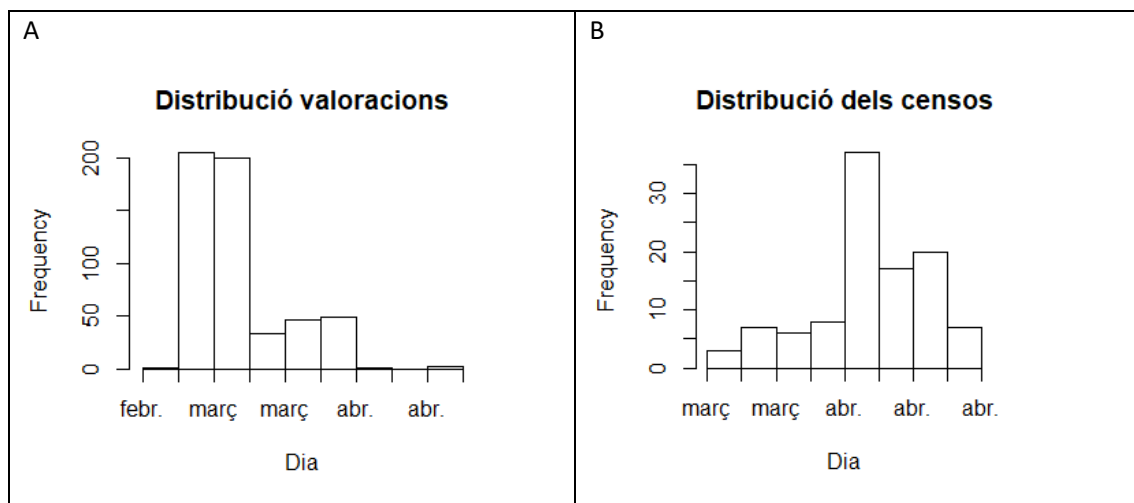 A
Distribució valoracions
Frequency
200
100
50
0
febr. març març abr. abr.
Dia
B
Distribució dels censos
Frequency
30
20
10
0
març març abr. abr. abr.
Dia